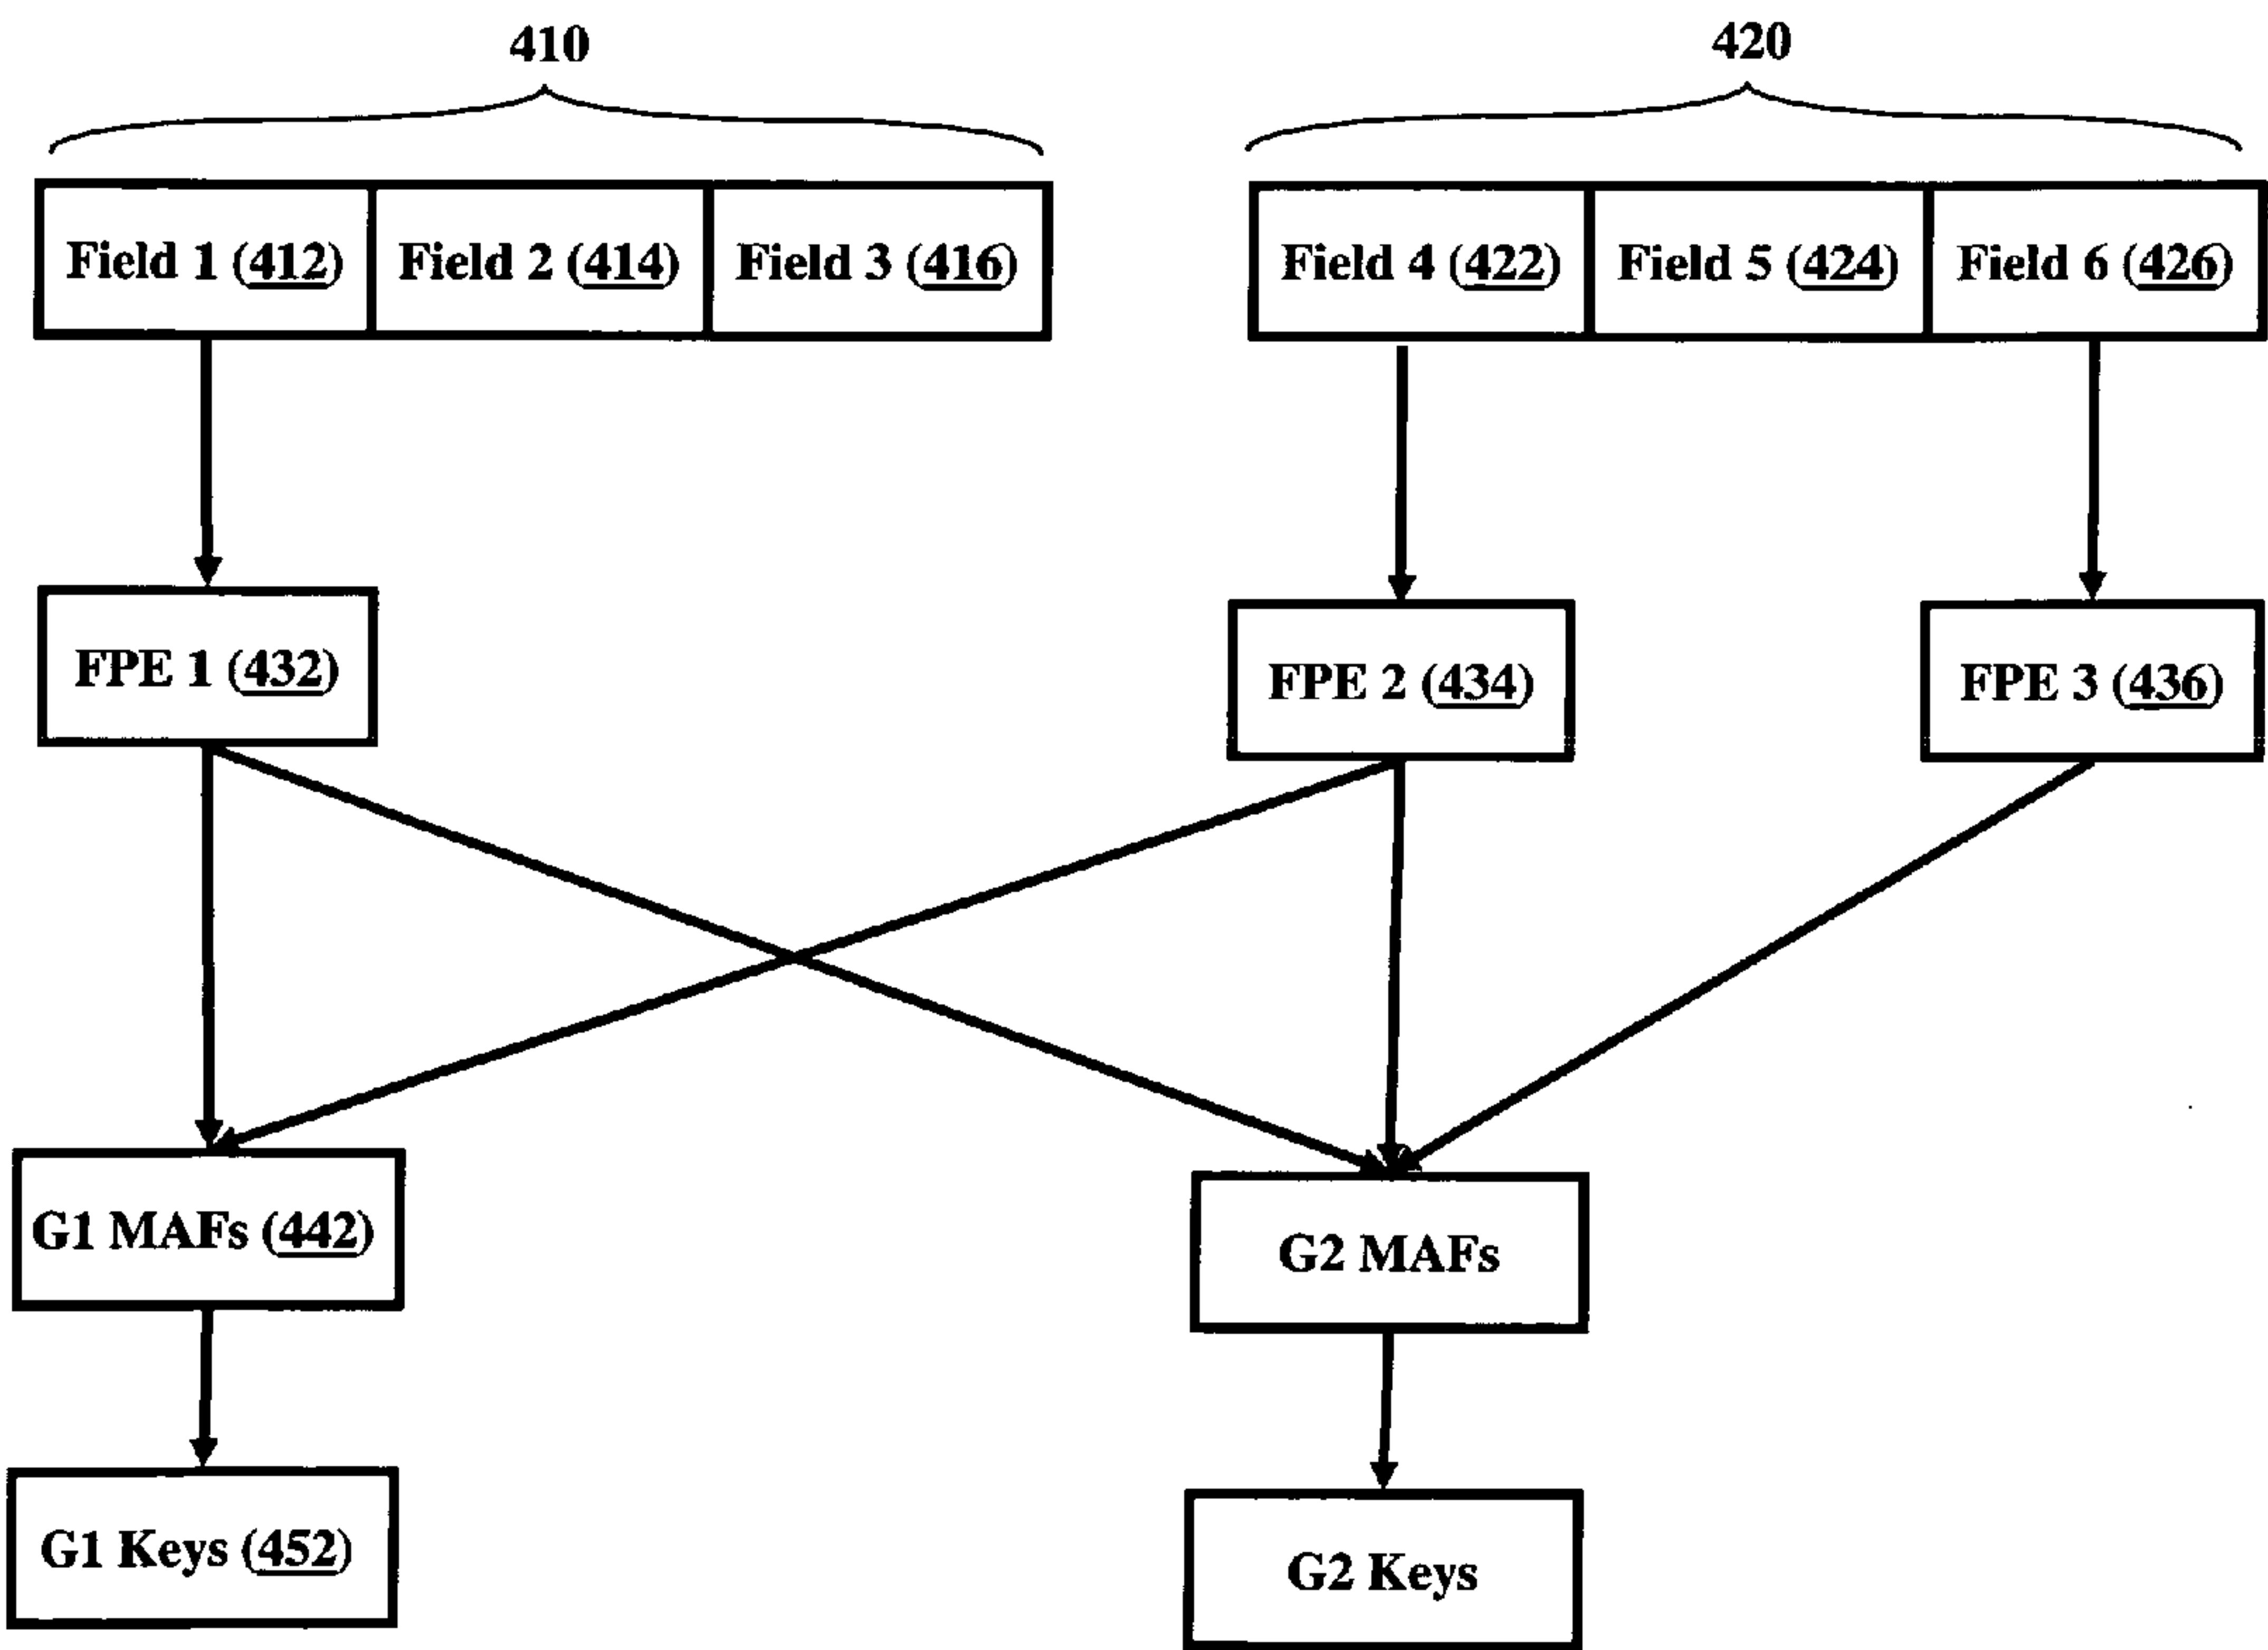 410
420
Field 1 (412)
Field 2 (414)
Field 3 (416)
Field 4 (422)
Field 5 (424)
Field 6 (426)
FPE 1 (432)
FPE 2 (434)
FPE 3 (436)
G1 MAFs (442)
G2 MAFs
G1 Keys (452)
G2 Keys